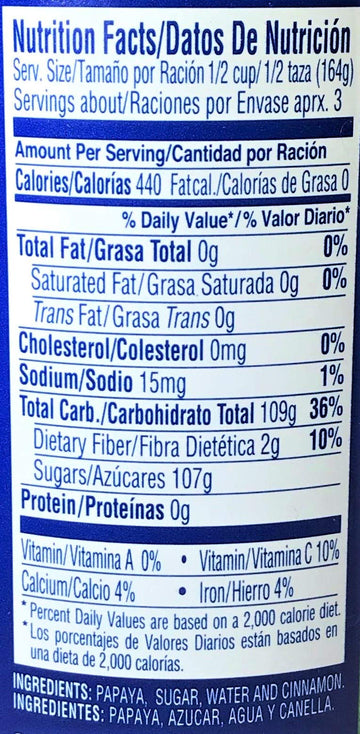 Nutrition Facts/Datos De Nutrición
Serv. Size/Tamaño por Ración 1/2 cup/ 1/2 taza (164g)
Servings about/Raciones por Envase aprx. 3
Amount Per Serving/Cantidad por Ración
Calories/Calorías 440 Fatcal./Calorías de Grasa 0
% Daily Value*/% Valor Diario*
Total Fat/Grasa Total 0g 0%
Saturated Fat/Grasa Saturada 0g 0%
Trans Fat/Grasa Trans 0g
Cholesterol/Colesterol 0mg 0%
Sodium/Sodio 15mg 1%
Total Carb./Carbohidrato Total 109g 36%
Dietary Fiber/Fibra Dietética 2g 10%
Sugars/Azúcares 107g
Protein/Proteínas 0g
Vitamin/Vitamina A 0% • Vitamin/Vitamina C 10%
Calcium/Calcio 4% • Iron/Hierro 4%
*Percent Daily Values are based on a 2,000 calorie diet.
*Los porcentajes de Valores Diarios están basados en
una dieta de 2,000 calorías.
INGREDIENTS: PAPAYA, SUGAR, WATER AND CINNAMON.
INGREDIENTES: PAPAYA, AZUCAR, AGUA Y CANELLA.